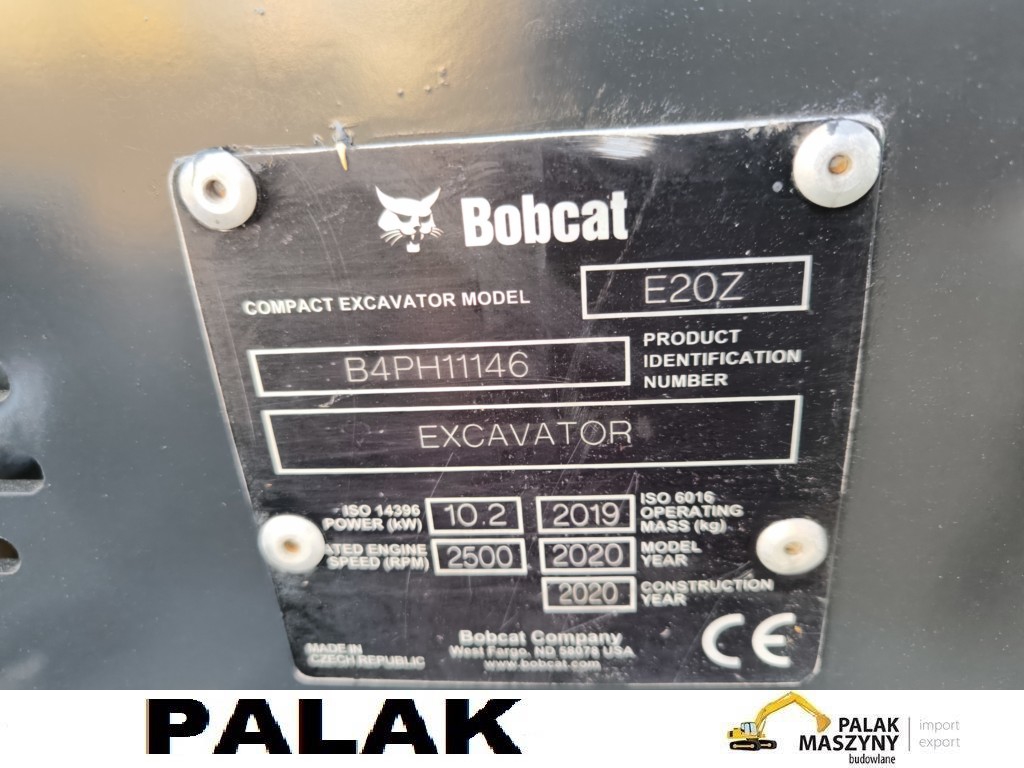 Bobcat
COMPACT EXCAVATOR MODEL E20Z
B4PH11146
PRODUCT
IDENTIFICATION
NUMBER
EXCAVATOR
ISO 14396
POWER (kW) 10.2
2019 ISO 6016
OPERATING
MASS (kg)
ATED ENGINE
SPEED (RPM) 2500
2020 MODEL
YEAR
2020 CONSTRUCTION
YEAR
MADE IN
CZECH REPUBLIC
Bobcat Company
West Fargo, ND 58078 USA
www.bobcat.com
CE
PALAK
PALAK
MASZYNY
budowlane
import
export